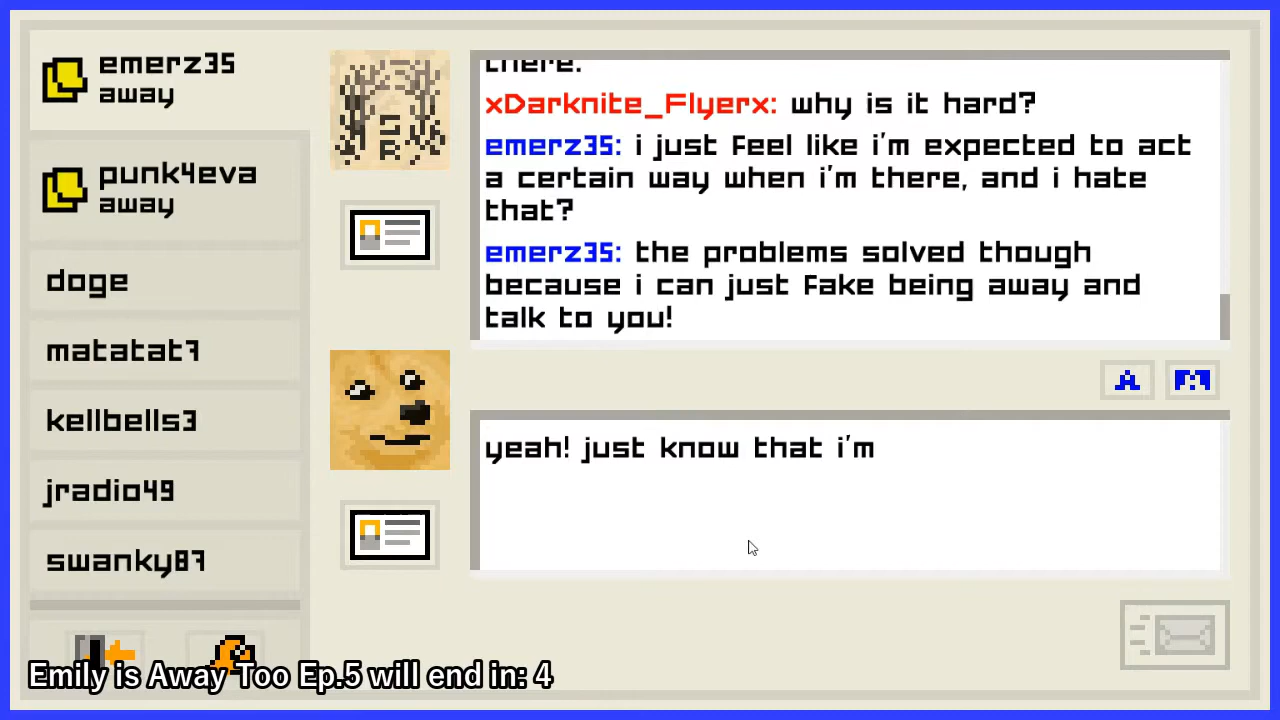 emerz35
away
punk4eva
away
doge
matatat7
kellbells3
jradio49
swanky87
there.
xDarknite_Flyerx: why is it hard?
emerz35: i just feel like i'm expected to act
a certain way when i'm there, and i hate
that?
emerz35: the problems solved though
because i can just fake being away and
talk to you!
A
yeah! just know that i'm
Emily is Away Too Ep.5 will end in: 4